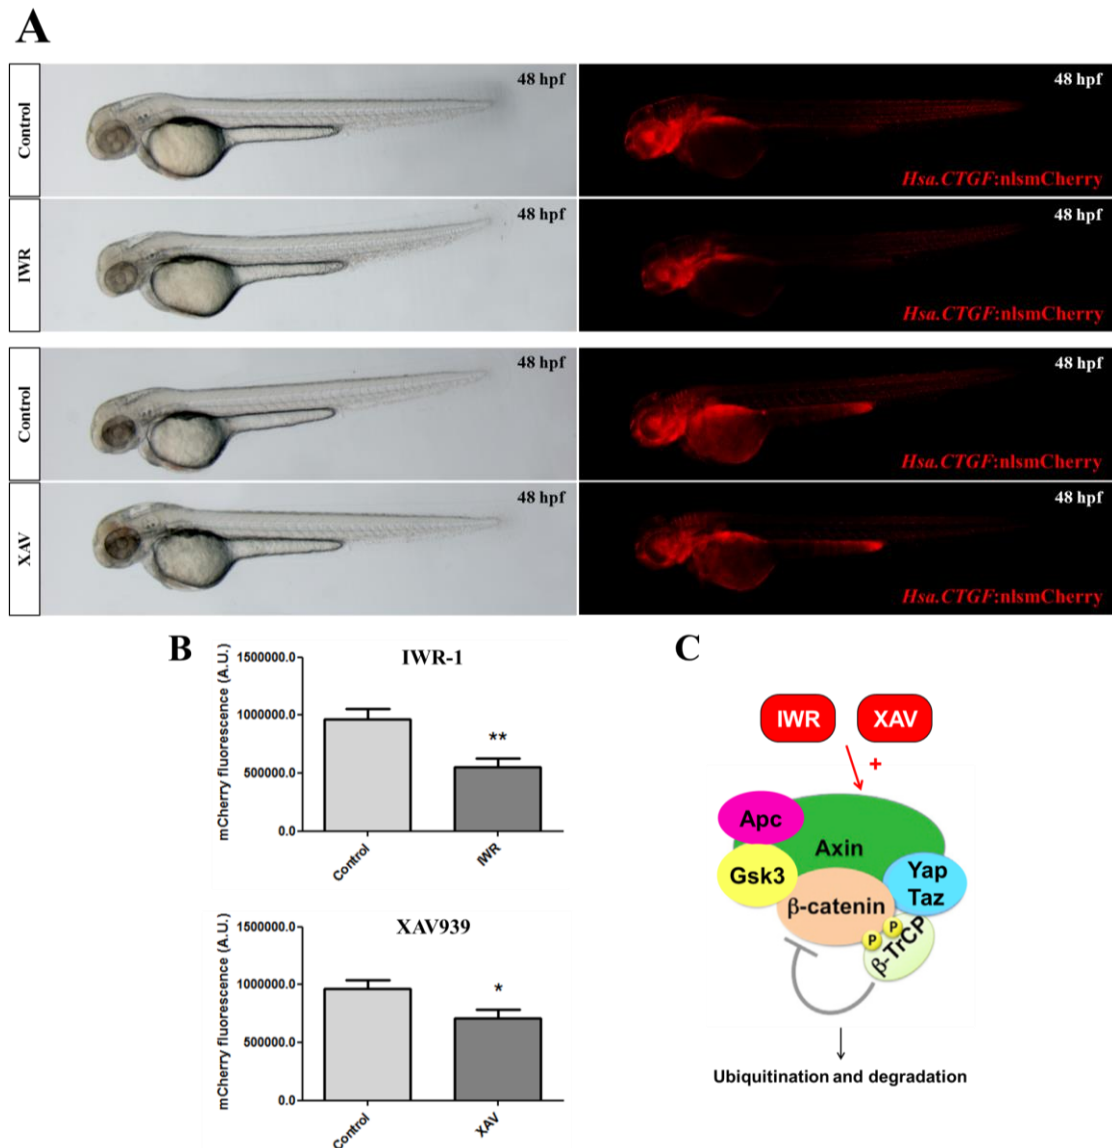 A
Control
48 hpf
48 hpf
Hsa.CTGF:nlsmCherry
IWR
48 hpf
48 hpf
Hsa.CTGF:nlsmCherry
Control
48 hpf
48 hpf
Hsa.CTGF:nlsmCherry
XAV
48 hpf
48 hpf
Hsa.CTGF:nlsmCherry
B
IWR-1
mCherry fluorescence (A.U.)
1500000.0
1000000.0
500000.0
0.0
**
Control
IWR
XAV939
mCherry fluorescence (A.U.)
1500000.0
1000000.0
500000.0
0.0
*
Control
XAV
C
IWR
XAV
+
Apc
Axin
Gsk3
Yap
Taz
β-catenin
P
P
β-TrCP
Ubiquitination and degradation